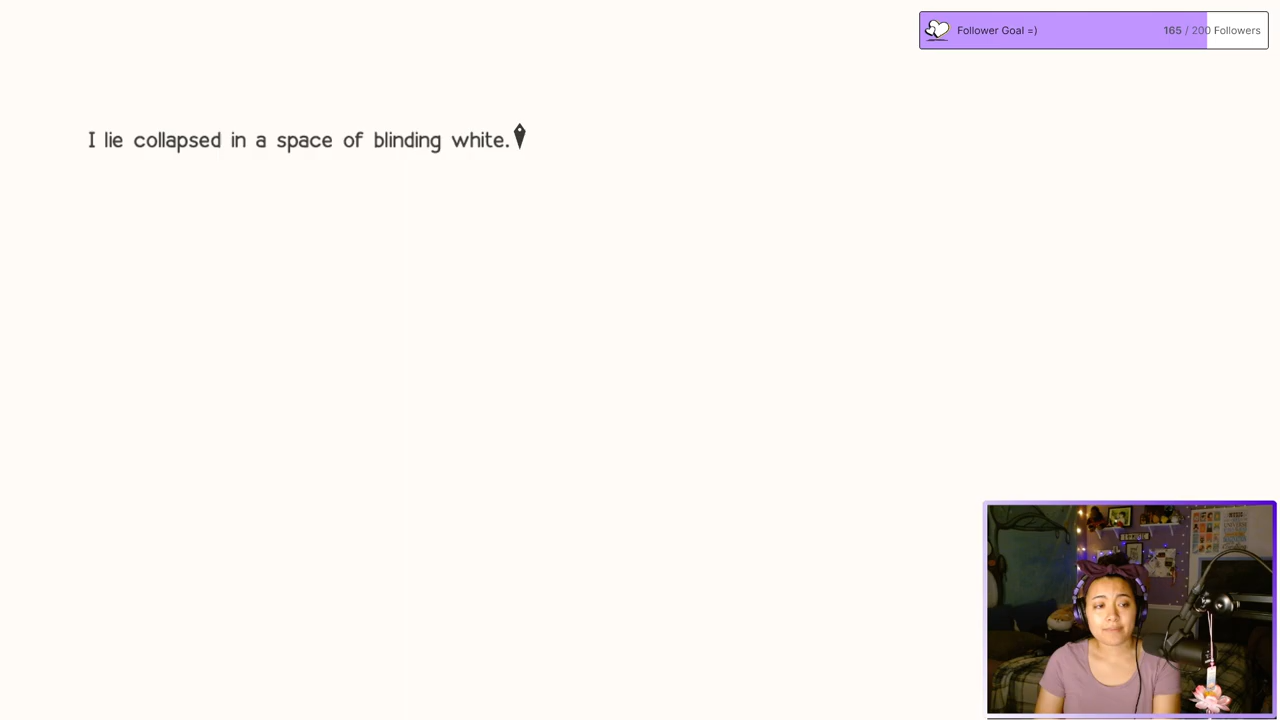 Follower Goal =)
165 / 200 Followers
I lie collapsed in a space of blinding white.